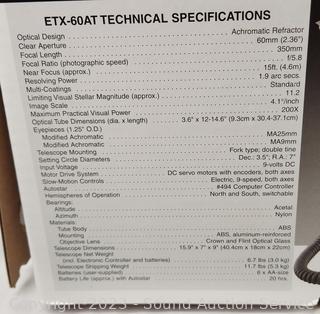 ETX-60AT TECHNICAL SPECIFICATIONS
Optical Design Achromatic Refractor
Clear Aperture 60mm (2.36")
Focal Length 350mm
Focal Ratio (photographic speed) f/5.8
Near Focus (approx.) 15ft. (4.6m)
Resolving Power 1.9 arc secs.
Multi-Coatings Standard
Limiting Visual Stellar Magnitude (approx.) 11.2
Image Scale 4.1°/inch
Maximum Practical Visual Power 200X
Optical Tube Dimensions (dia. x length) 3.6" x 12-14.6" (9.3cm x 30.4-37.1cm)
Eyepieces (1.25" O.D.)
Modified Achromatic MA25mm
Modified Achromatic MA9mm
Telescope Mounting Fork type; double tine
Setting Circle Diameters Dec.: 3.5"; R.A.: 7"
Input Voltage 9-volts DC
Motor Drive System DC servo motors with encoders, both axes
Slow-Motion Controls Electric, 9-speed, both axes
Autostar #494 Computer Controller
Hemispheres of Operation North and South, switchable
Bearings:
Altitude Acetal
Azimuth Nylon
Materials:
Tube Body ABS
Mounting ABS, aluminum-reinforced
Objective Lens Crown and Flint Optical Glass
Telescope Dimensions 15.9" x 7" x 9" (40.4cm x 18cm x 22cm)
Telescope Net Weight
(incl. Electronic Controller and batteries) 6.7 lbs (3.0 kg)
Telescope Shipping Weight 11.7 lbs (5.3 kg)
Batteries (user-supplied) 6 x AA-size
Battery Life (approx.) with Autostar 20 hrs.
Copyright 2023 - Sound Auction Service